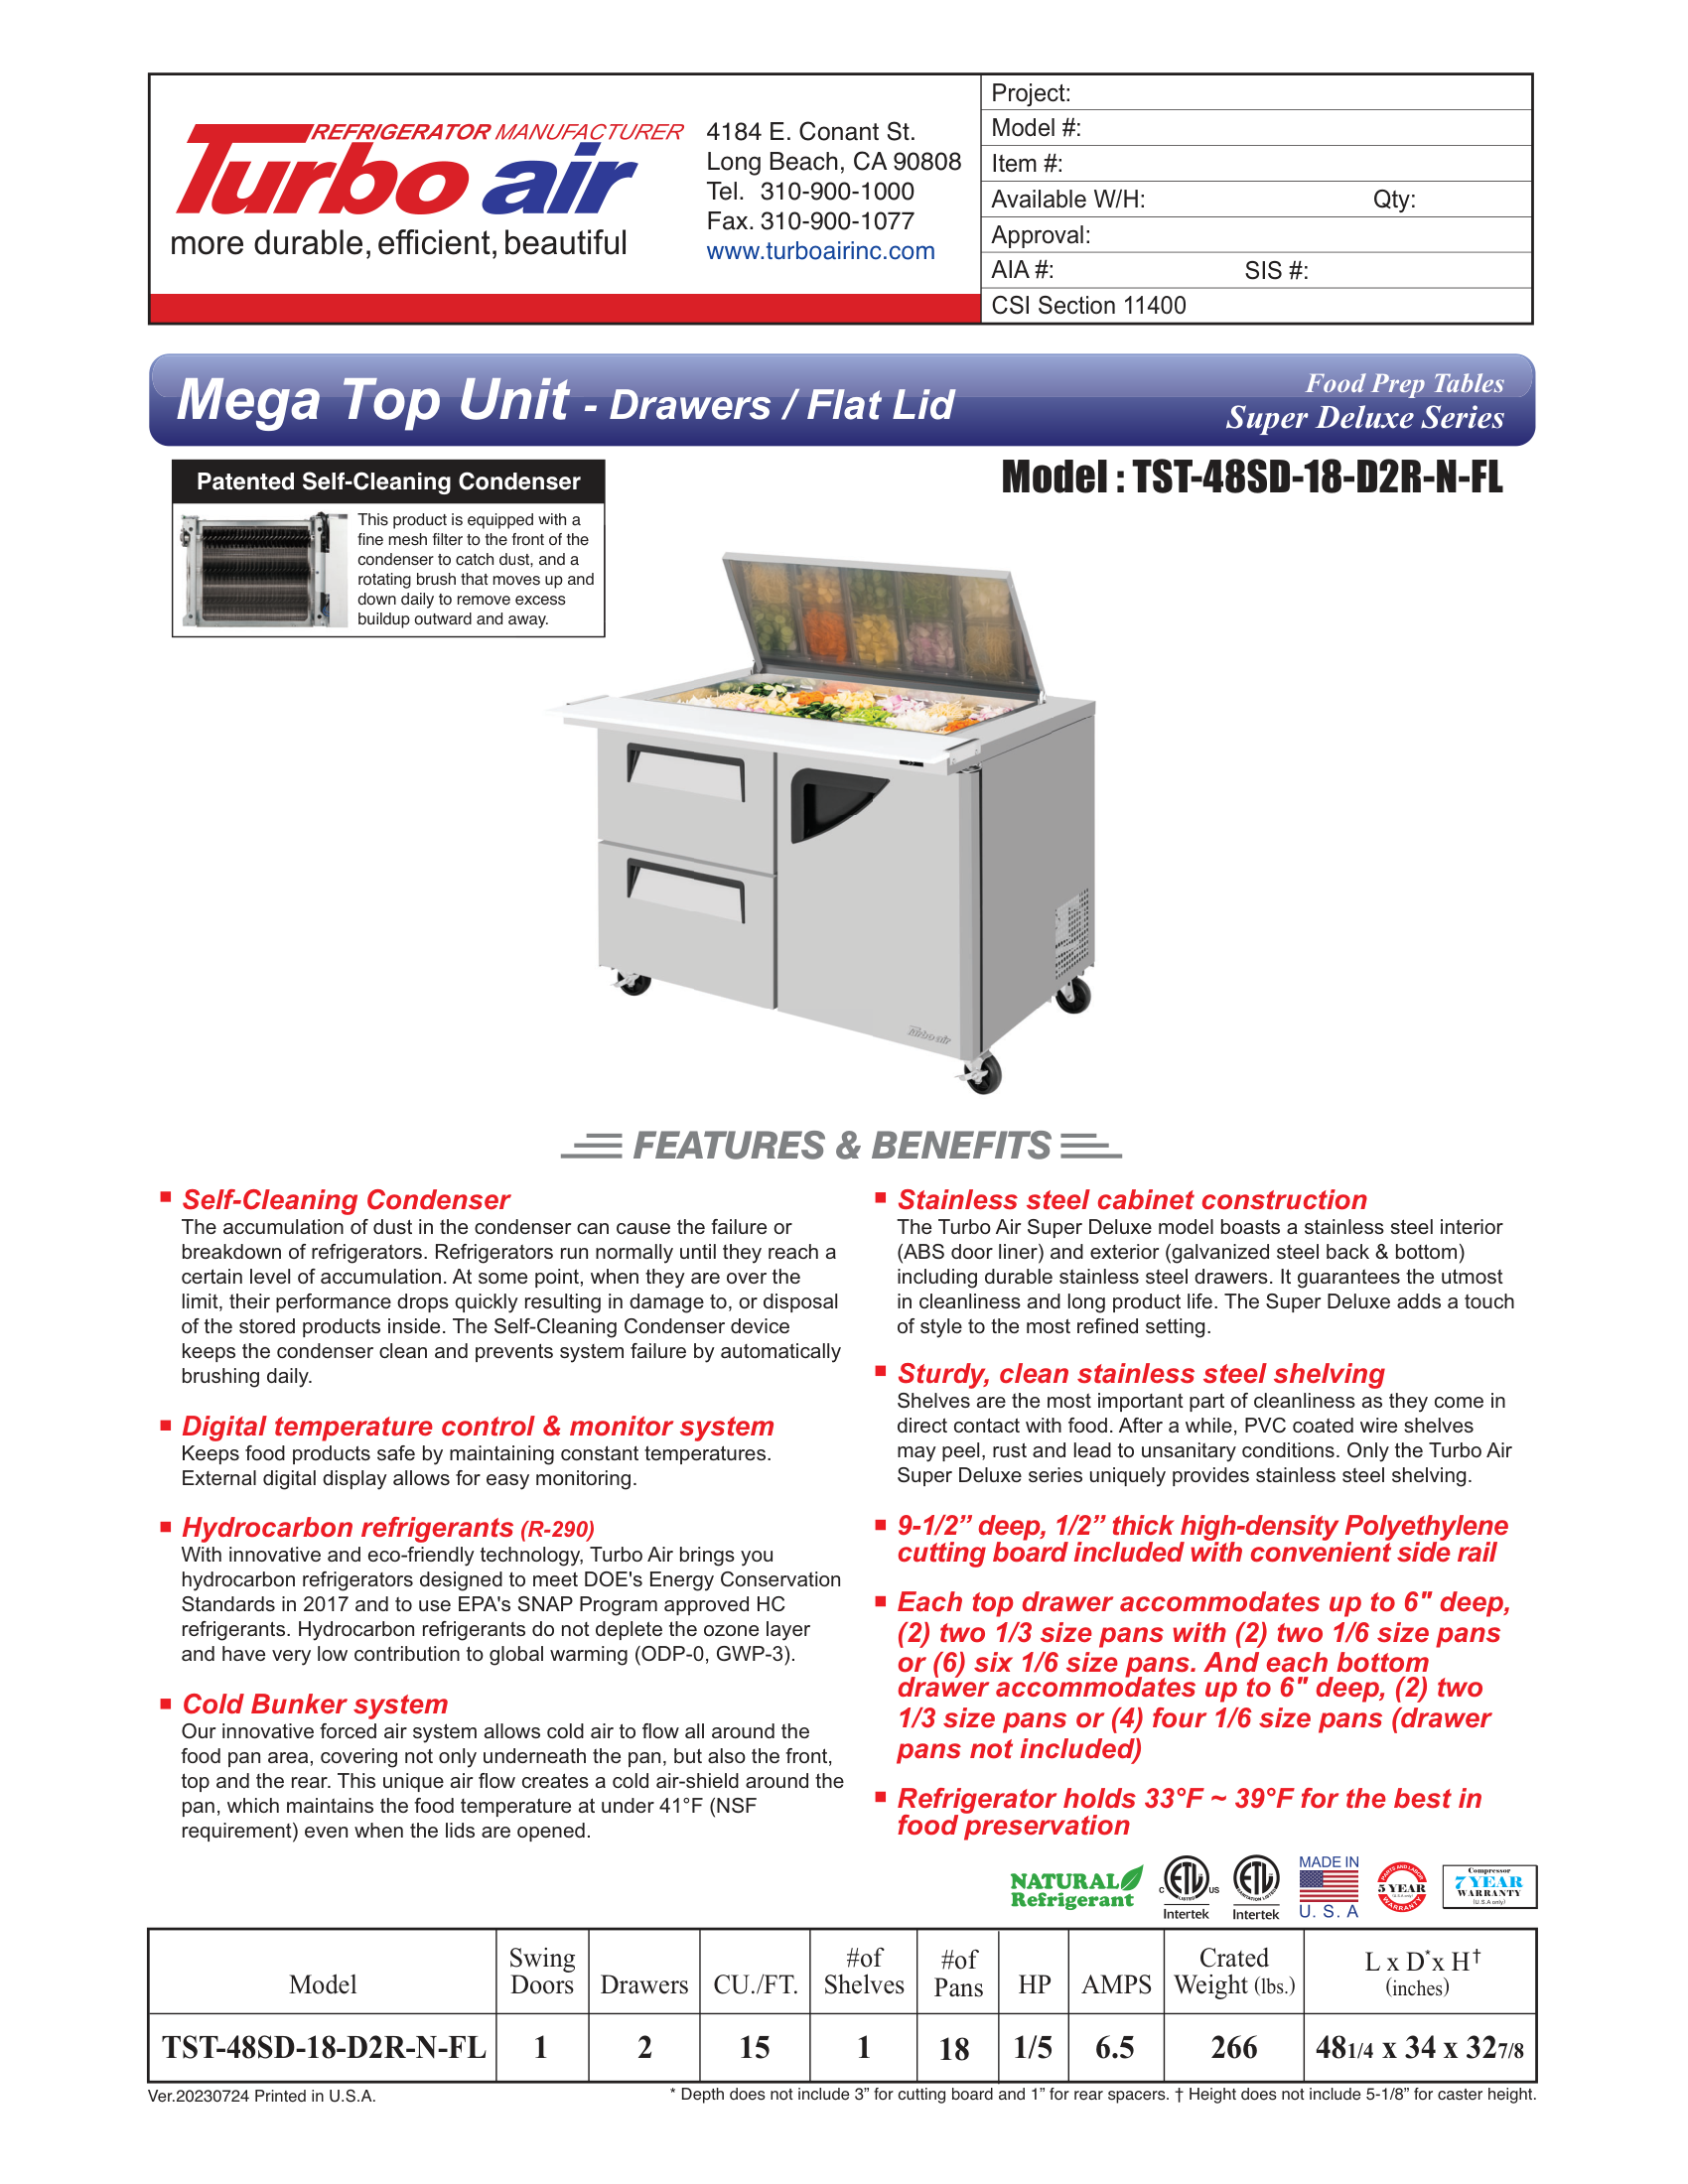 REFRIGERATOR MANUFACTURER
Turbo air
more durable, efficient, beautiful
4184 E. Conant St.
Long Beach, CA 90808
Tel. 310-900-1000
Fax. 310-900-1077
www.turboairinc.com
Project:
Model #:
Item #:
Available W/H: Qty:
Approval:
AIA #: SIS #:
CSI Section 11400
Mega Top Unit - Drawers / Flat Lid
Food Prep Tables
Super Deluxe Series
Patented Self-Cleaning Condenser
This product is equipped with a
fine mesh filter to the front of the
condenser to catch dust, and a
rotating brush that moves up and
down daily to remove excess
buildup outward and away.
Model : TST-48SD-18-D2R-N-FL
Turbo air
FEATURES & BENEFITS
■ Self-Cleaning Condenser
The accumulation of dust in the condenser can cause the failure or
breakdown of refrigerators. Refrigerators run normally until they reach a
certain level of accumulation. At some point, when they are over the
limit, their performance drops quickly resulting in damage to, or disposal
of the stored products inside. The Self-Cleaning Condenser device
keeps the condenser clean and prevents system failure by automatically
brushing daily.
■ Digital temperature control & monitor system
Keeps food products safe by maintaining constant temperatures.
External digital display allows for easy monitoring.
■ Hydrocarbon refrigerants (R-290)
With innovative and eco-friendly technology, Turbo Air brings you
hydrocarbon refrigerators designed to meet DOE's Energy Conservation
Standards in 2017 and to use EPA's SNAP Program approved HC
refrigerants. Hydrocarbon refrigerants do not deplete the ozone layer
and have very low contribution to global warming (ODP-0, GWP-3).
■ Cold Bunker system
Our innovative forced air system allows cold air to flow all around the
food pan area, covering not only underneath the pan, but also the front,
top and the rear. This unique air flow creates a cold air-shield around the
pan, which maintains the food temperature at under 41°F (NSF
requirement) even when the lids are opened.
■ Stainless steel cabinet construction
The Turbo Air Super Deluxe model boasts a stainless steel interior
(ABS door liner) and exterior (galvanized steel back & bottom)
including durable stainless steel drawers. It guarantees the utmost
in cleanliness and long product life. The Super Deluxe adds a touch
of style to the most refined setting.
■ Sturdy, clean stainless steel shelving
Shelves are the most important part of cleanliness as they come in
direct contact with food. After a while, PVC coated wire shelves
may peel, rust and lead to unsanitary conditions. Only the Turbo Air
Super Deluxe series uniquely provides stainless steel shelving.
■ 9-1/2” deep, 1/2” thick high-density Polyethylene
cutting board included with convenient side rail
■ Each top drawer accommodates up to 6" deep,
(2) two 1/3 size pans with (2) two 1/6 size pans
or (6) six 1/6 size pans. And each bottom
drawer accommodates up to 6" deep, (2) two
1/3 size pans or (4) four 1/6 size pans (drawer
pans not included)
■ Refrigerator holds 33°F ~ 39°F for the best in
food preservation
NATURAL
Refrigerant
C ETL US
LISTED
Intertek
ETL
SANITATION LISTED
Intertek
MADE IN
U. S. A
PARTS AND LABOR
5 YEAR
(U.S.A only)
WARRANTY
Compressor
7 YEAR
WARRANTY
(U.S.A only)
Model Swing Doors Drawers CU./FT. #of Shelves #of Pans HP AMPS Crated Weight (lbs.) L x D* x H† (inches)
TST-48SD-18-D2R-N-FL 1 2 15 1 18 1/5 6.5 266 48 1/4 x 34 x 32 7/8
Ver.20230724 Printed in U.S.A.
* Depth does not include 3” for cutting board and 1” for rear spacers. † Height does not include 5-1/8” for caster height.